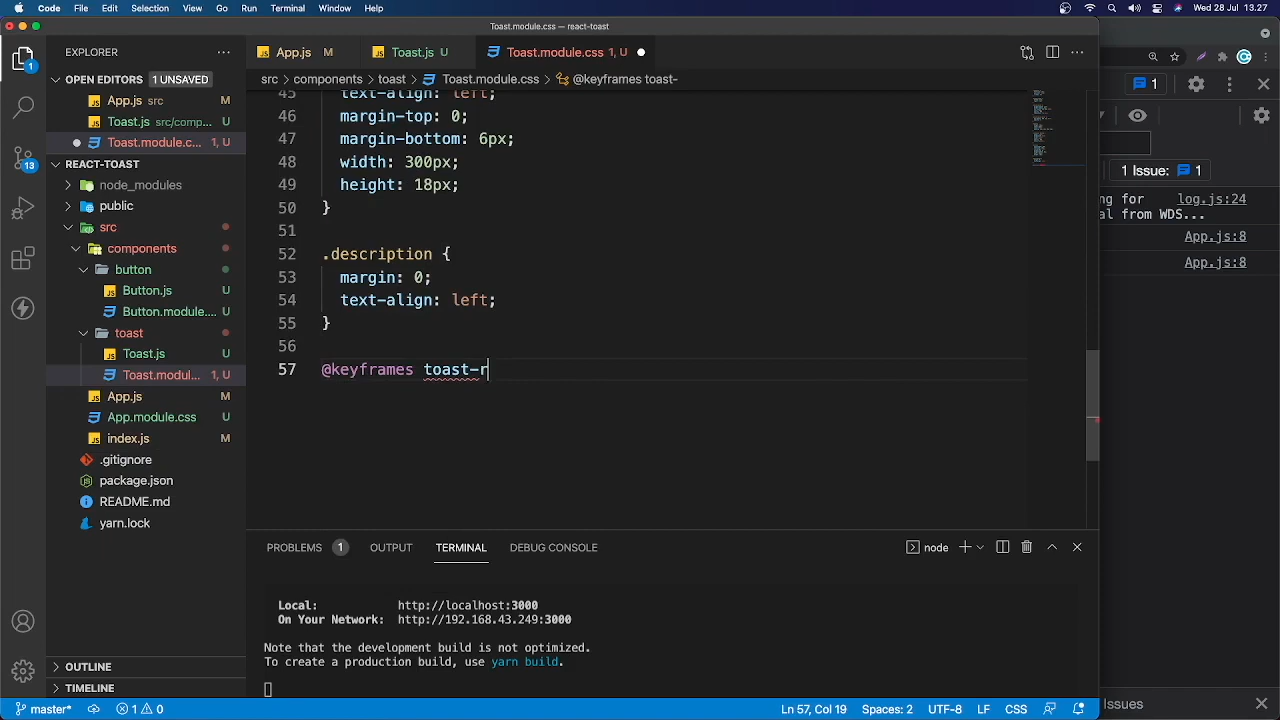 Code File Edit Selection View Go Run Terminal Window Help Wed 28 Jul 13.27
Toast.module.css — react-toast
EXPLORER
App.js M
Toast.js U
Toast.module.css 1, U
OPEN EDITORS 1 UNSAVED
src > components > toast > Toast.module.css > @keyframes toast-
App.js src M
Toast.js src/comp... U
Toast.module.c... 1, U
REACT-TOAST
node_modules
public
src
components
button
Button.js U
Button.module.... U
toast
Toast.js U
Toast.modul... 1, U
App.js M
App.module.css U
index.js M
.gitignore
package.json
README.md
yarn.lock
OUTLINE
TIMELINE
45 text-align: left;
46 margin-top: 0;
47 margin-bottom: 6px;
48 width: 300px;
49 height: 18px;
50 }
51
52 .description {
53 margin: 0;
54 text-align: left;
55 }
56
57 @keyframes toast-r
PROBLEMS 1 OUTPUT TERMINAL DEBUG CONSOLE
node
Local: http://localhost:3000
On Your Network: http://192.168.43.249:3000
Note that the development build is not optimized.
To create a production build, use yarn build.
1
1 Issue: 1
ng for log.js:24
al from WDS...
App.js:8
App.js:8
Issues
1
13
master* 1 0 Ln 57, Col 19 Spaces: 2 UTF-8 LF CSS